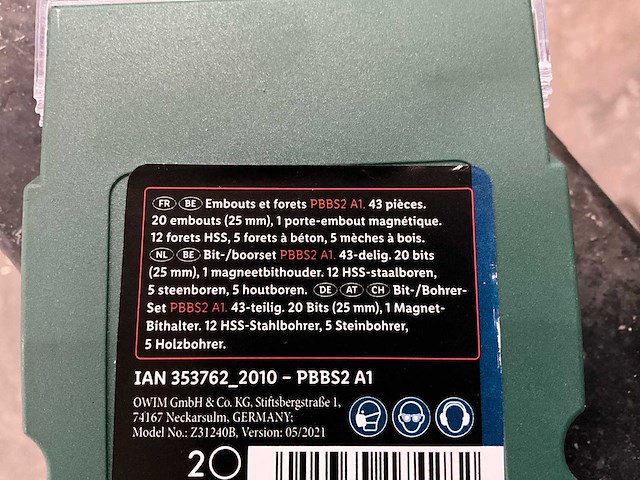 FR BE Embouts et forets PBBS2 A1. 43 pièces.
20 embouts (25 mm), 1 porte-embout magnétique.
12 forets HSS, 5 forets à béton, 5 mèches à bois.
NL BE Bit-/boorset PBBS2 A1. 43-delig. 20 bits
(25 mm), 1 magneetbithouder. 12 HSS-staalboren,
5 steenboren, 5 houtboren. DE AT CH Bit-/Bohrer-
Set PBBS2 A1. 43-teilig. 20 Bits (25 mm), 1 Magnet-
Bithalter. 12 HSS-Stahlbohrer, 5 Steinbohrer,
5 Holzbohrer.
IAN 353762_2010 – PBBS2 A1
OWIM GmbH & Co. KG, Stiftsbergstraße 1,
74167 Neckarsulm, GERMANY;
Model No.: Z31240B, Version: 05/2021
2